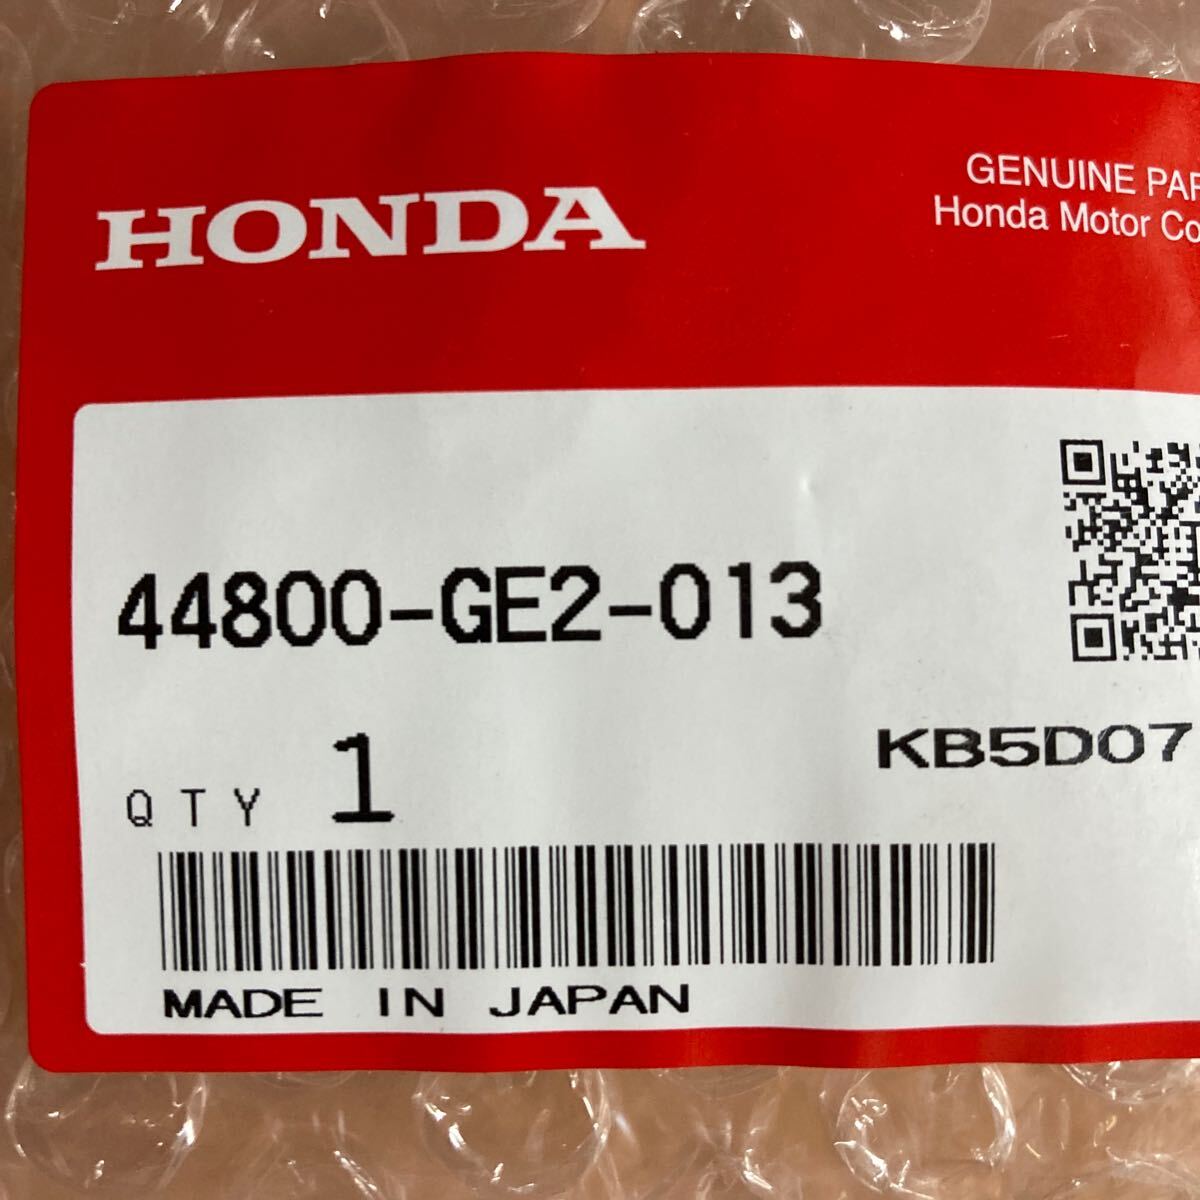 HONDA
GENUINE PAR
Honda Motor Co
44800-GE2-013
KB5D07
QTY 1
MADE IN JAPAN